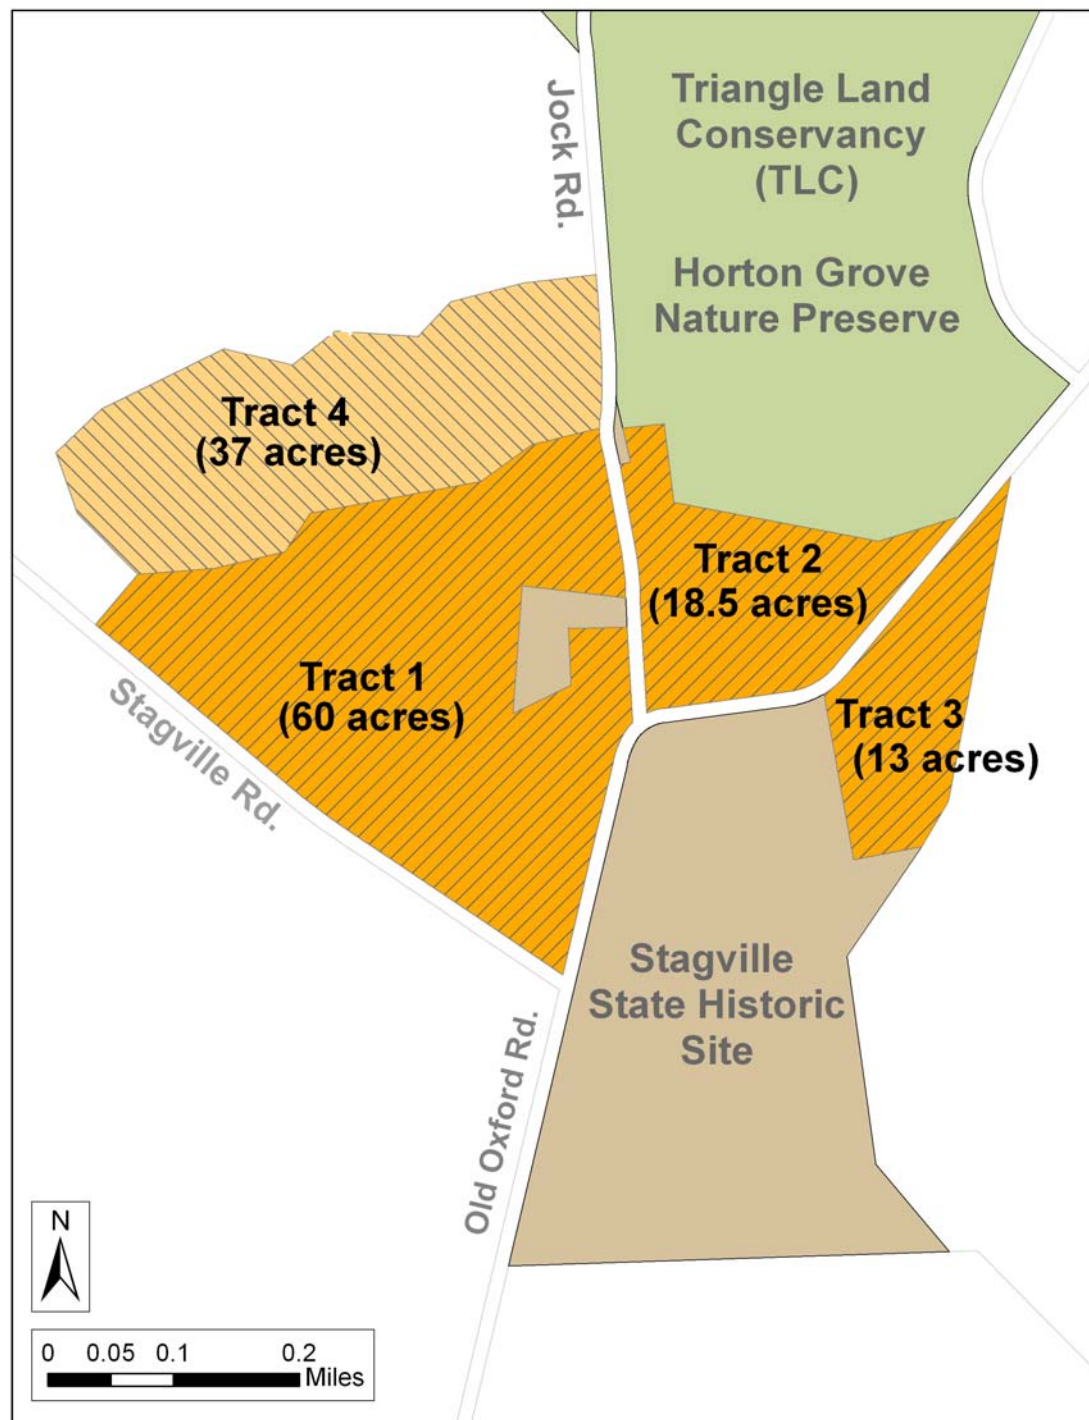 Triangle Land
Conservancy
(TLC)
Horton Grove
Nature Preserve
Jock Rd.
Tract 4
(37 acres)
Tract 2
(18.5 acres)
Tract 1
(60 acres)
Tract 3
(13 acres)
Stagville Rd.
Stagville
State Historic
Site
Old Oxford Rd.
N
0 0.05 0.1 0.2
Miles